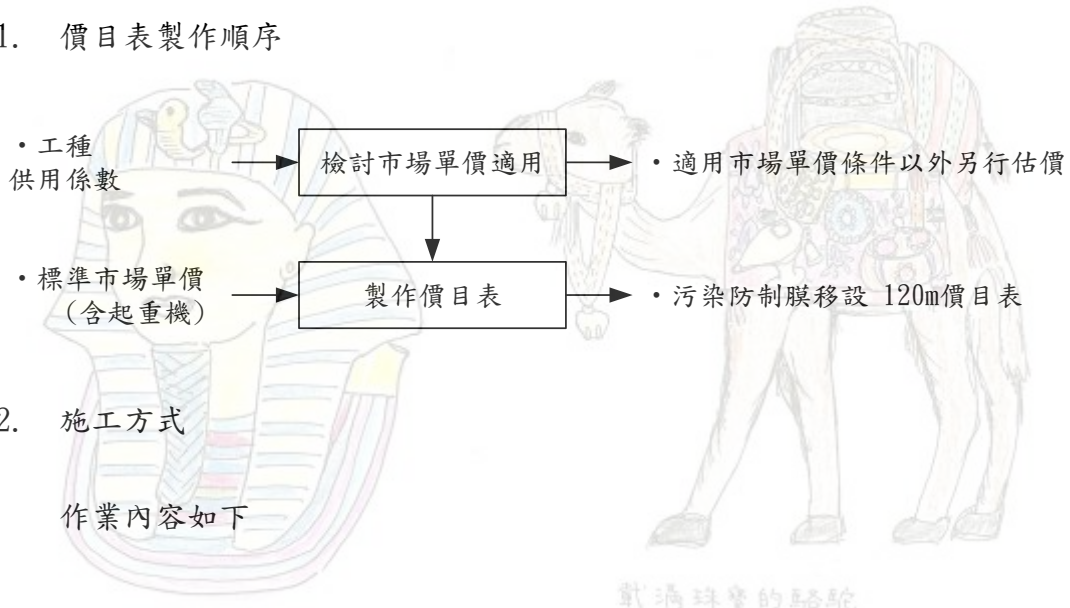 1. 價目表製作順序
・工種
供用係數
檢討市場單價適用
・適用市場單價條件以外另行估價
・標準市場單價
(含起重機)
製作價目表
・污染防制膜移設 120m價目表
2. 施工方式
作業內容如下
戴滿珠寶的駱駝